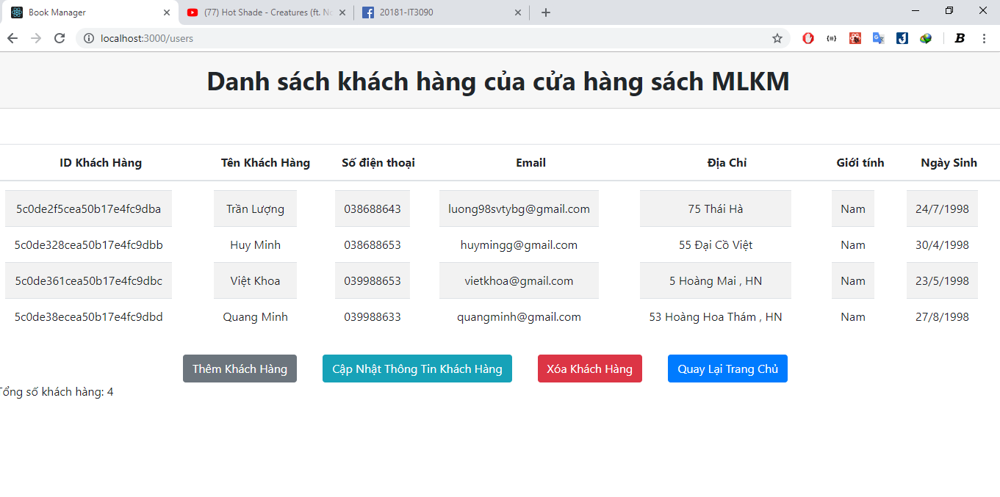 Book Manager
(77) Hot Shade - Creatures (ft. No
20181-IT3090
localhost:3000/users
Danh sách khách hàng của cửa hàng sách MLKM
ID Khách Hàng Tên Khách Hàng Số điện thoại Email Địa Chỉ Giới tính Ngày Sinh
5c0de2f5cea50b17e4fc9dba Trần Lượng 038688643 luong98svtybg@gmail.com 75 Thái Hà Nam 24/7/1998
5c0de328cea50b17e4fc9dbb Huy Minh 038688653 huymingg@gmail.com 55 Đại Cồ Việt Nam 30/4/1998
5c0de361cea50b17e4fc9dbc Việt Khoa 039988653 vietkhoa@gmail.com 5 Hoàng Mai , HN Nam 23/5/1998
5c0de38ecea50b17e4fc9dbd Quang Minh 039988633 quangminh@gmail.com 53 Hoàng Hoa Thám , HN Nam 27/8/1998
Thêm Khách Hàng Cập Nhật Thông Tin Khách Hàng Xóa Khách Hàng Quay Lại Trang Chủ
Tổng số khách hàng: 4